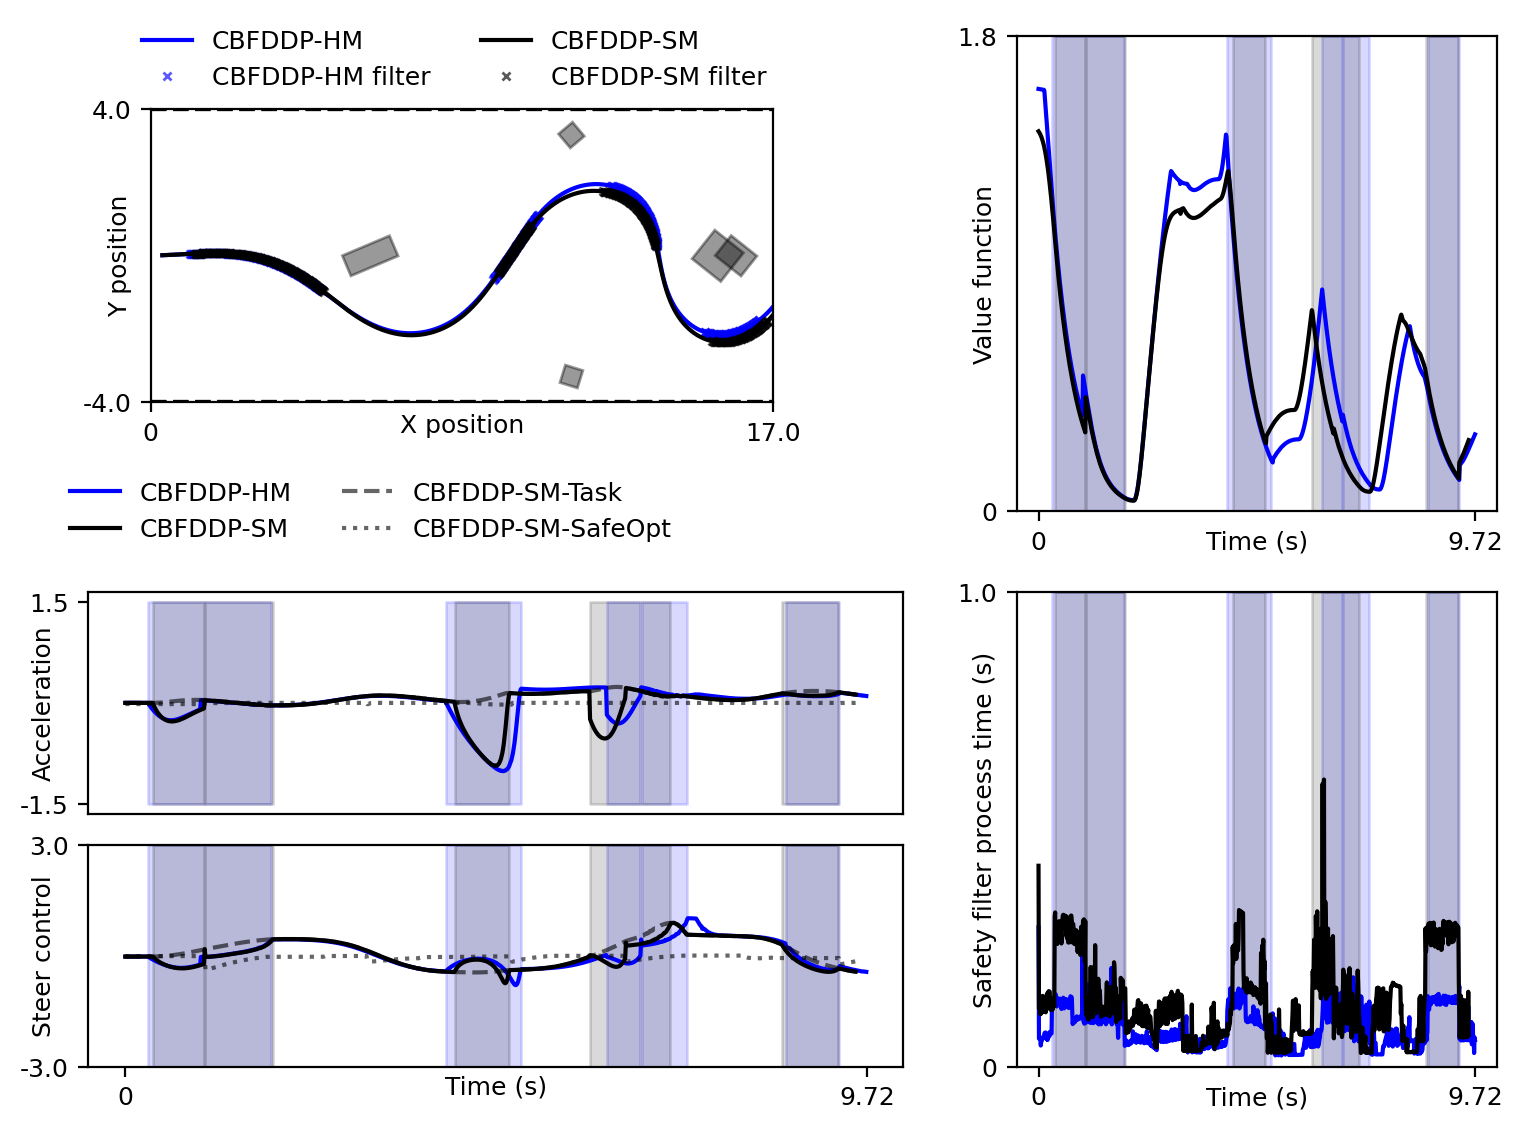 CBFDDP-HM
CBFDDP-SM
CBFDDP-HM filter
CBFDDP-SM filter
4.0
Y position
-4.0
0
X position
17.0
1.8
Value function
0
0
Time (s)
9.72
CBFDDP-HM
CBFDDP-SM-Task
CBFDDP-SM
CBFDDP-SM-SafeOpt
1.5
Acceleration
-1.5
3.0
Steer control
-3.0
0
Time (s)
9.72
1.0
Safety filter process time (s)
0
0
Time (s)
9.72